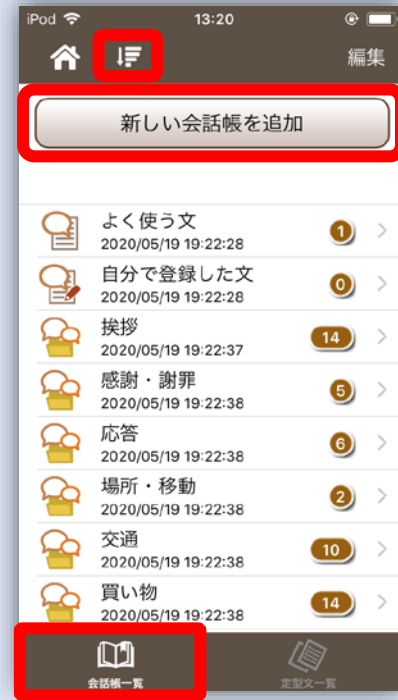 iPod 13:20
編集
新しい会話帳を追加
よく使う文 1
2020/05/19 19:22:28
自分で登録した文 0
2020/05/19 19:22:28
挨拶 14
2020/05/19 19:22:37
感謝・謝罪 5
2020/05/19 19:22:38
応答 6
2020/05/19 19:22:38
場所・移動 2
2020/05/19 19:22:38
交通 10
2020/05/19 19:22:38
買い物 14
2020/05/19 19:22:38
会話帳一覧 定型文一覧